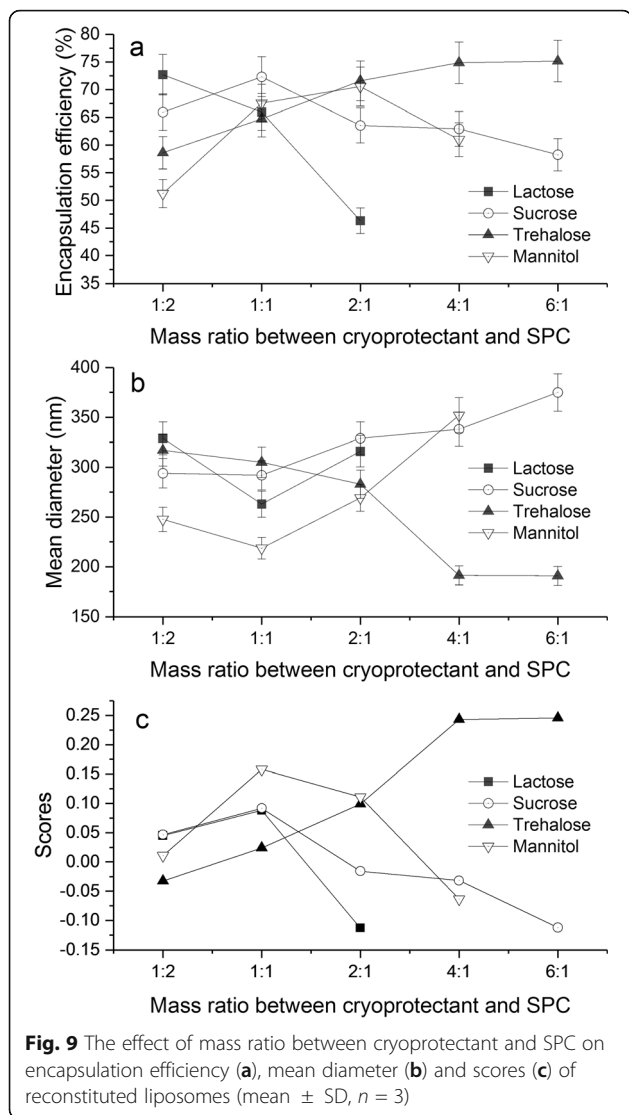 a
80
75
70
65
60
55
50
45
40
35
Encapsulation efficiency (%)
Lactose
Sucrose
Trehalose
Mannitol
1:2 1:1 2:1 4:1 6:1
Mass ratio between cryoprotectant and SPC
b
400
350
300
250
200
150
Mean diameter (nm)
Lactose
Sucrose
Trehalose
Mannitol
1:2 1:1 2:1 4:1 6:1
Mass ratio between cryoprotectant and SPC
c
0.25
0.20
0.15
0.10
0.05
0.00
-0.05
-0.10
-0.15
Scores
Lactose
Sucrose
Trehalose
Mannitol
1:2 1:1 2:1 4:1 6:1
Mass ratio between cryoprotectant and SPC
Fig. 9 The effect of mass ratio between cryoprotectant and SPC on
encapsulation efficiency (a), mean diameter (b) and scores (c) of
reconstituted liposomes (mean ± SD, n = 3)